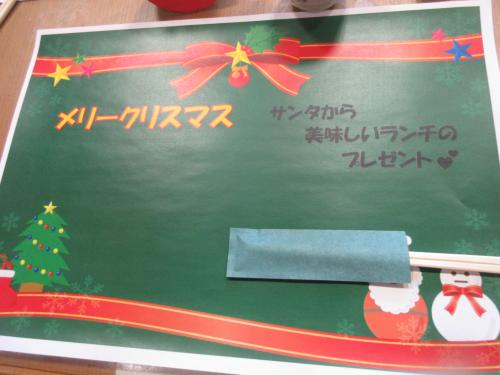 メリークリスマス
サンタから
美味しいランチの
プレゼント